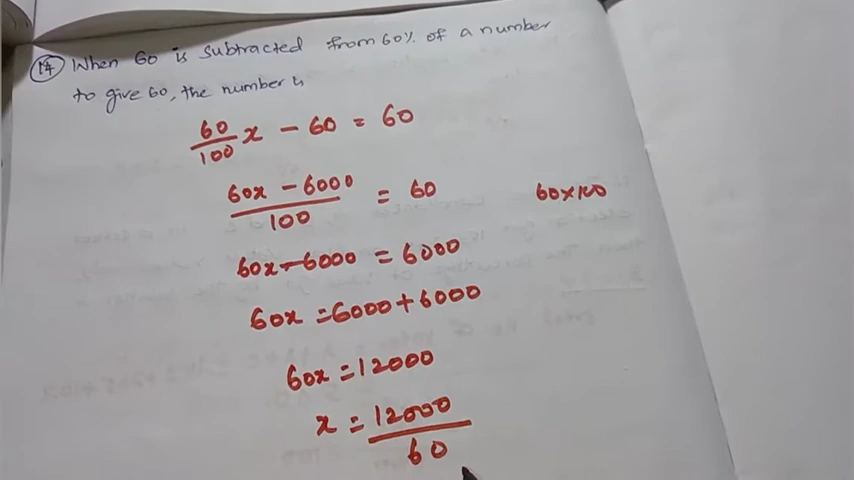 14 When 60 is subtracted from 60% of a number
to give 60, the number is
60/100 x - 60 = 60
60x - 6000/100 = 60 60×100
60x - 6000 = 6000
60x = 6000 + 6000
60x = 12000
x = 12000/60